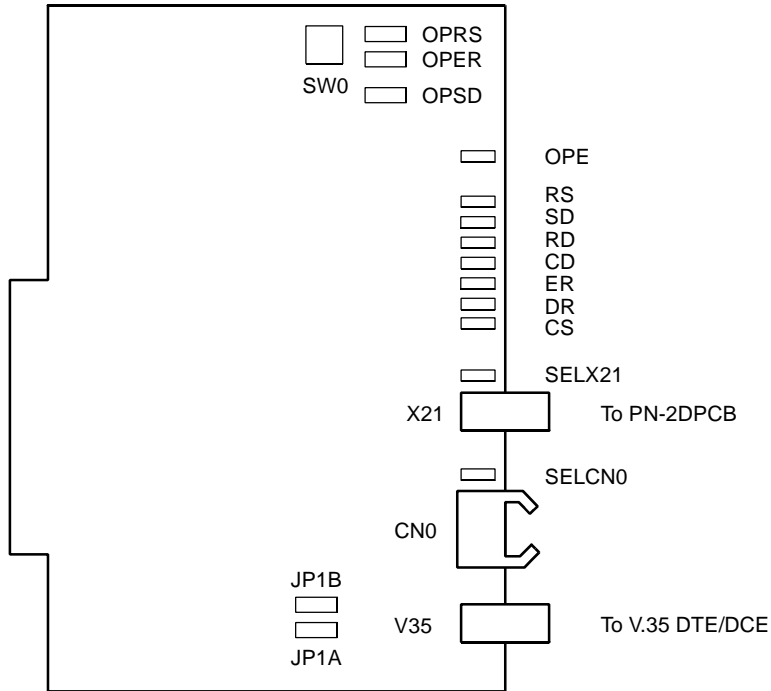 OPRS
OPER
SW0
OPSD
OPE
RS
SD
RD
CD
ER
DR
CS
SELX21
X21 To PN-2DPCB
SELCN0
CN0
JP1B
V35 To V.35 DTE/DCE
JP1A